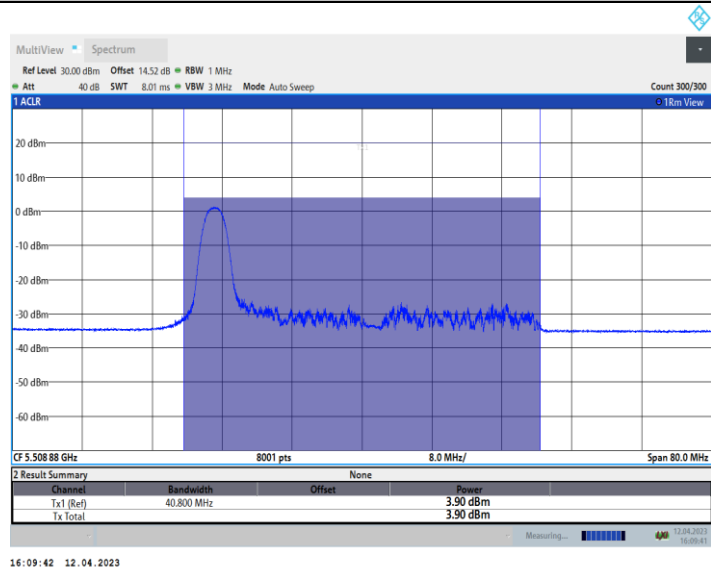 MultiView Spectrum
Ref Level 30.00 dBm Offset 14.52 dB RBW 1 MHz
Att 40 dB SWT 8.01 ms VBW 3 MHz Mode Auto Sweep Count 300/300
1 ACLR 1Rm View
20 dBm
10 dBm
0 dBm
-10 dBm
-20 dBm
-30 dBm
-40 dBm
-50 dBm
-60 dBm
CF 5.50888 GHz 8001 pts 8.0 MHz/ Span 80.0 MHz
2 Result Summary None
Channel Bandwidth Offset Power
Tx1 (Ref) 40.800 MHz 3.90 dBm
Tx Total 3.90 dBm
Measuring... 12.04.2023
16:09:41
16:09:42 12.04.2023